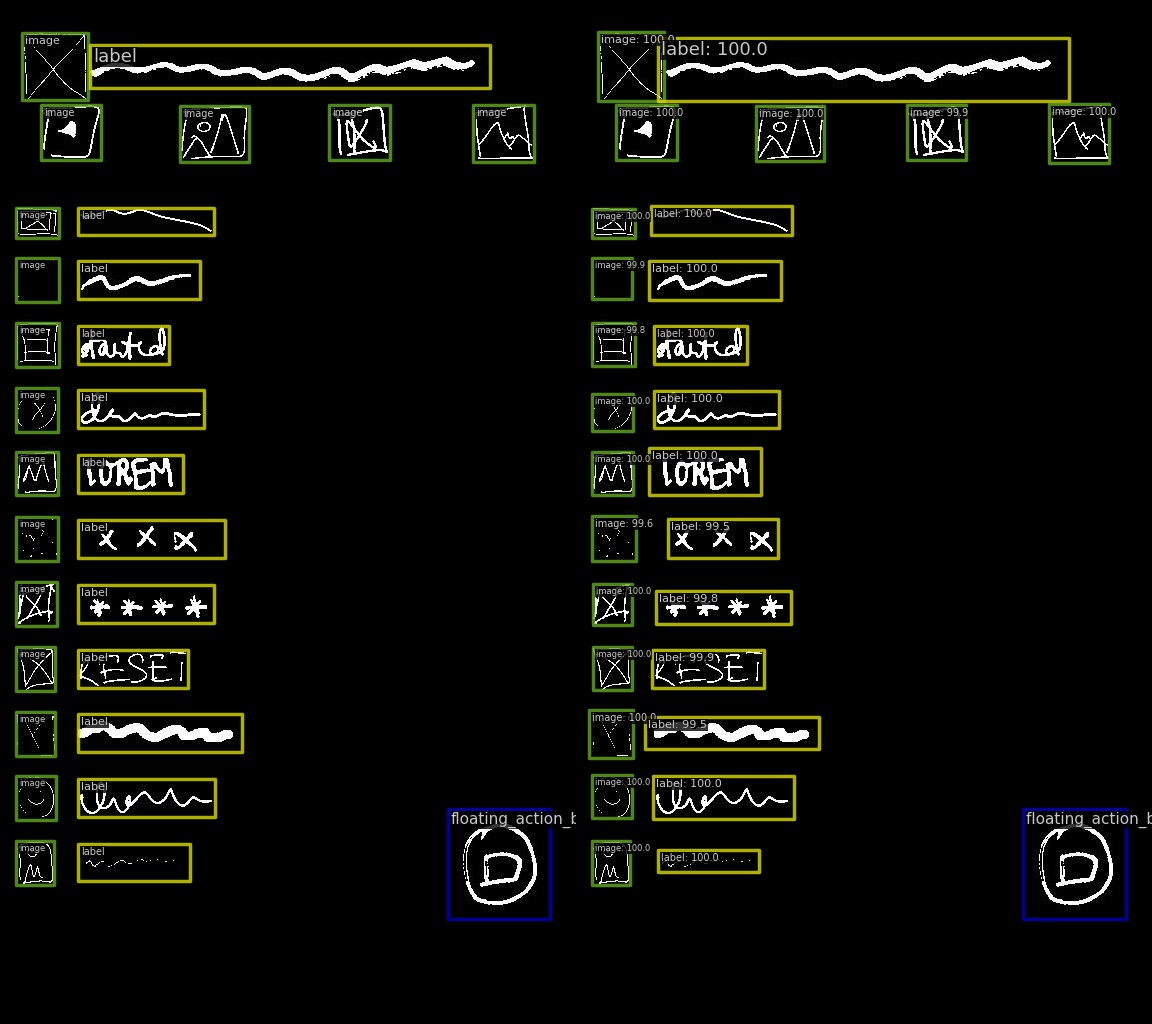 image label image: 100.0 label: 100.0
image image image image image: 100.0 image: 100.0 image: 99.9 image: 100.0
image label image: 100.0 label: 100.0
image label image: 99.9 label: 100.0
image label image: 99.8 label: 100.0
image label image: 100.0 label: 100.0
image label image: 100.0 label: 100.0
LOREM LOREM
image label image: 99.6 label: 99.5
x x x x x x
image label image: 100.0 label: 99.8
* * * * * * * *
image label image: 100.0 label: 99.9
RESET RESET
image label image: 100.0 label: 99.5
image label image: 100.0 label: 100.0
floating_action_b floating_action_b
image label image: 100.0 label: 100.0